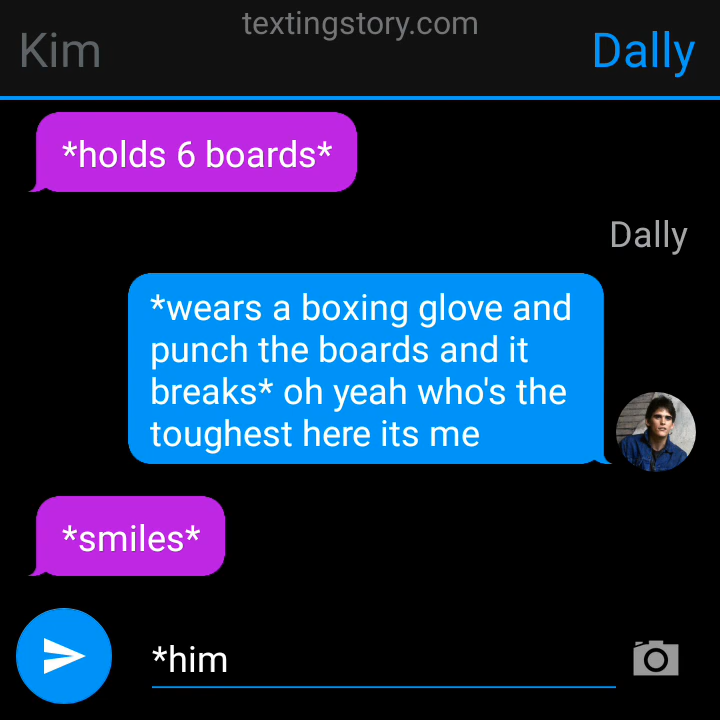 textingstory.com
Kim
Dally
*holds 6 boards*
Dally
*wears a boxing glove and
punch the boards and it
breaks* oh yeah who's the
toughest here its me
*smiles*
*him